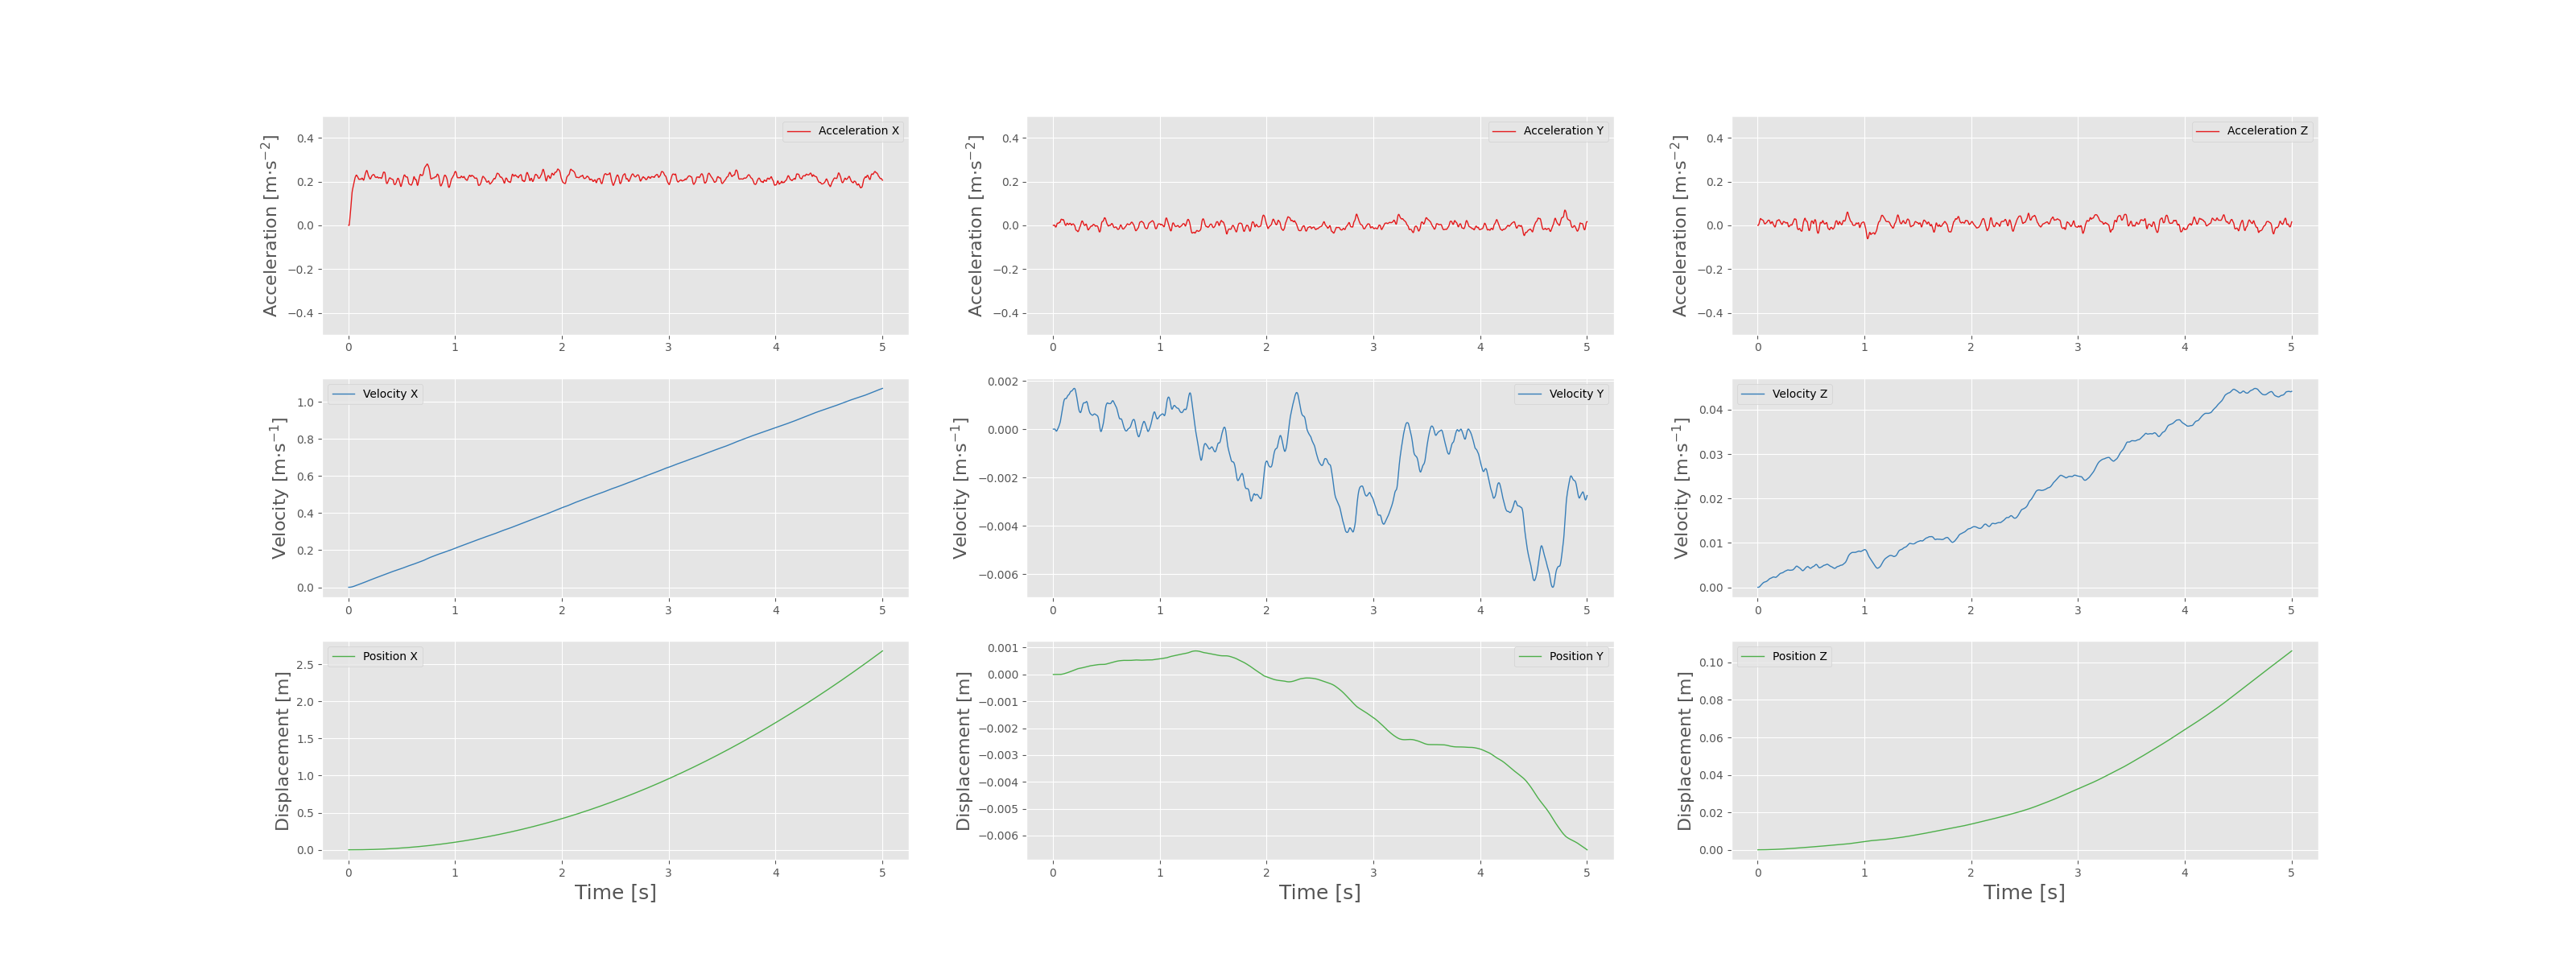 Acceleration [m·s⁻²]
0.4
0.2
0.0
−0.2
−0.4
Acceleration X
0 1 2 3 4 5
Acceleration [m·s⁻²]
0.4
0.2
0.0
−0.2
−0.4
Acceleration Y
0 1 2 3 4 5
Acceleration [m·s⁻²]
0.4
0.2
0.0
−0.2
−0.4
Acceleration Z
0 1 2 3 4 5
Velocity [m·s⁻¹]
1.0
0.8
0.6
0.4
0.2
0.0
Velocity X
0 1 2 3 4 5
Velocity [m·s⁻¹]
0.002
0.000
−0.002
−0.004
−0.006
Velocity Y
0 1 2 3 4 5
Velocity [m·s⁻¹]
0.04
0.03
0.02
0.01
0.00
Velocity Z
0 1 2 3 4 5
Displacement [m]
2.5
2.0
1.5
1.0
0.5
0.0
Position X
0 1 2 3 4 5
Time [s]
Displacement [m]
0.001
0.000
−0.001
−0.002
−0.003
−0.004
−0.005
−0.006
Position Y
0 1 2 3 4 5
Time [s]
Displacement [m]
0.10
0.08
0.06
0.04
0.02
0.00
Position Z
0 1 2 3 4 5
Time [s]